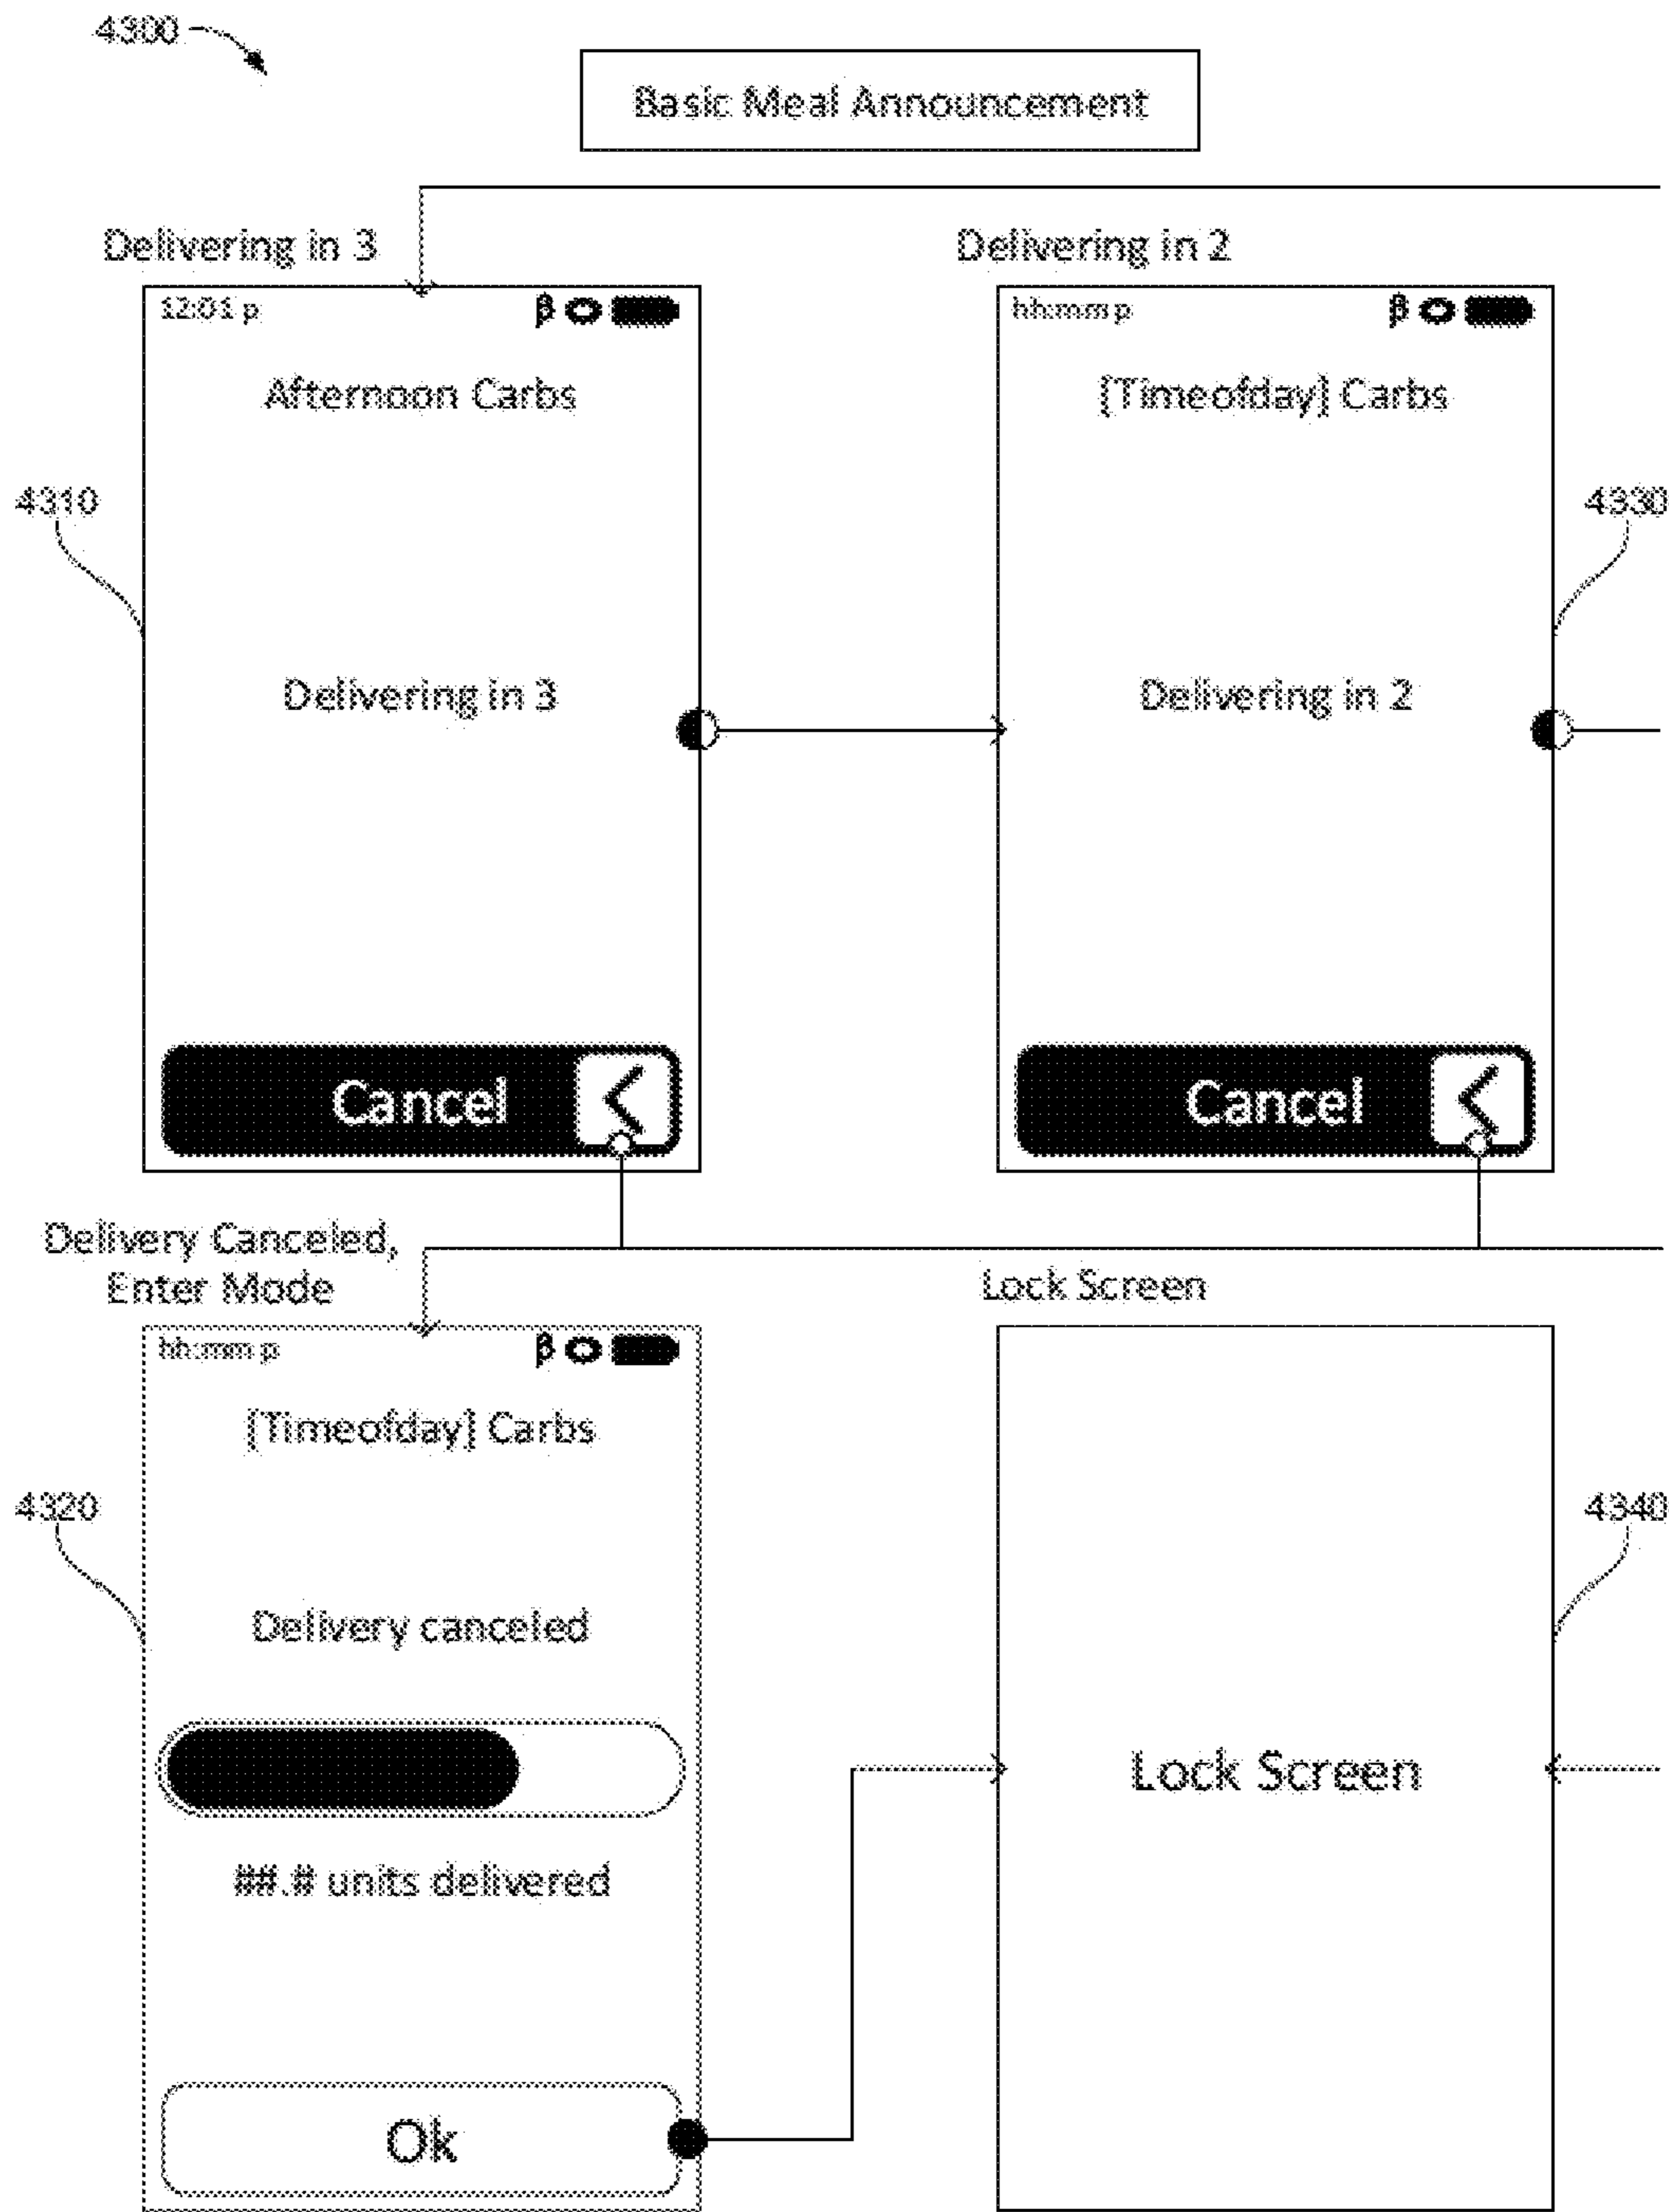 4300
Basic Meal Announcement
Delivering in 3
Delivering in 2
12:01 p
β
hh:mm p
β
Afternoon Carbs
[Timeofday] Carbs
4310
4330
Delivering in 3
Delivering in 2
Cancel
Cancel
Delivery Canceled,
Enter Mode
Lock Screen
hh:mm p
β
[Timeofday] Carbs
4320
4340
Delivery canceled
Lock Screen
##.# units delivered
Ok